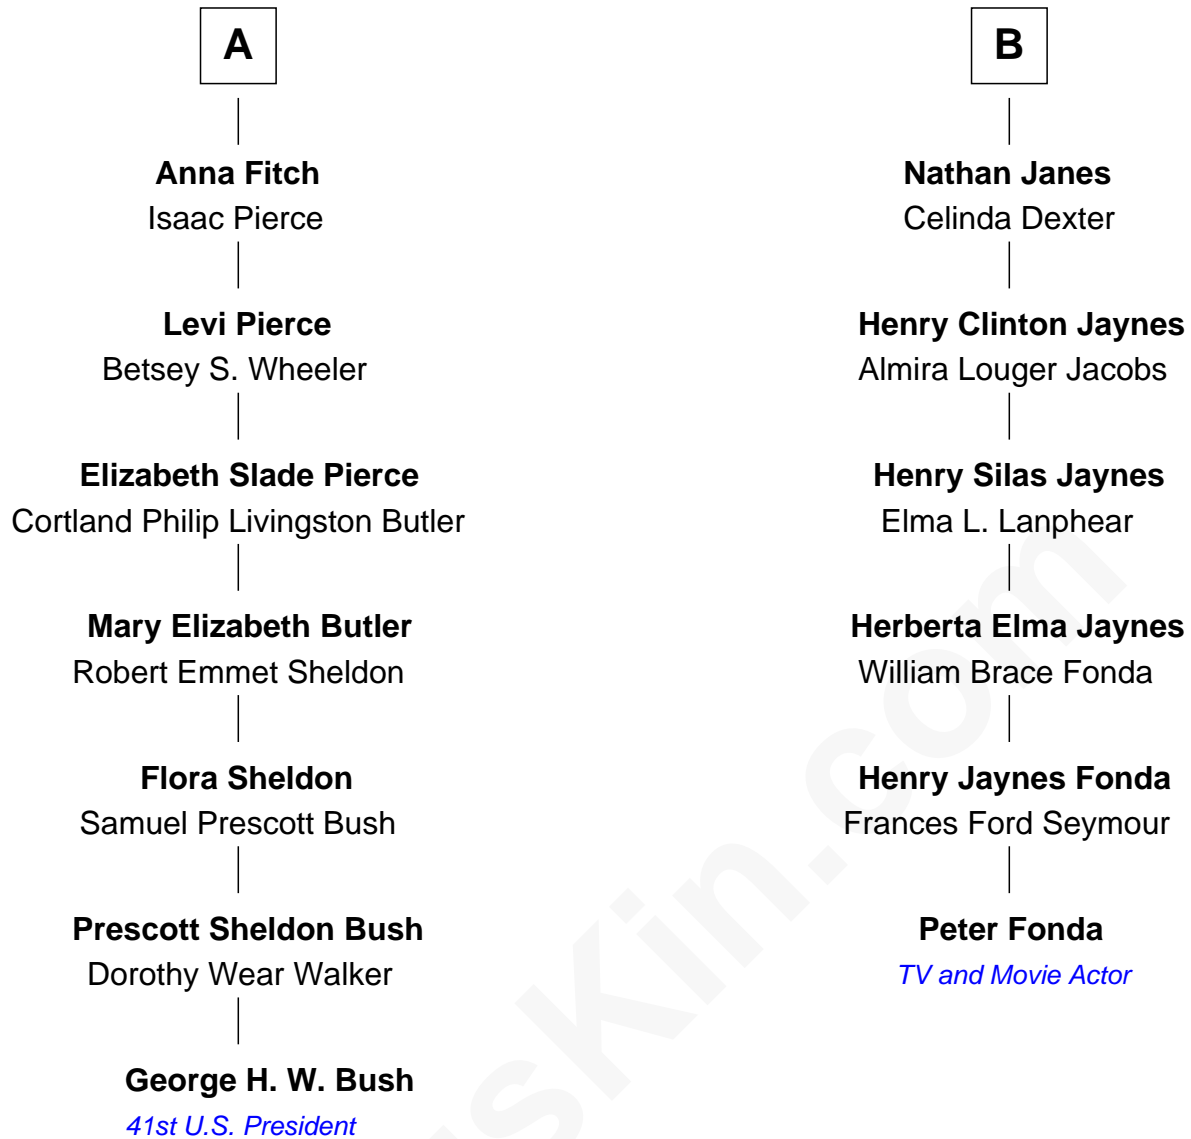 A
Anna Fitch
Isaac Pierce
Levi Pierce
Betsey S. Wheeler
Elizabeth Slade Pierce
Cortland Philip Livingston Butler
Mary Elizabeth Butler
Robert Emmet Sheldon
Flora Sheldon
Samuel Prescott Bush
Prescott Sheldon Bush
Dorothy Wear Walker
George H. W. Bush
41st U.S. President
B
Nathan Janes
Celinda Dexter
Henry Clinton Jaynes
Almira Louger Jacobs
Henry Silas Jaynes
Elma L. Lanphear
Herberta Elma Jaynes
William Brace Fonda
Henry Jaynes Fonda
Frances Ford Seymour
Peter Fonda
TV and Movie Actor